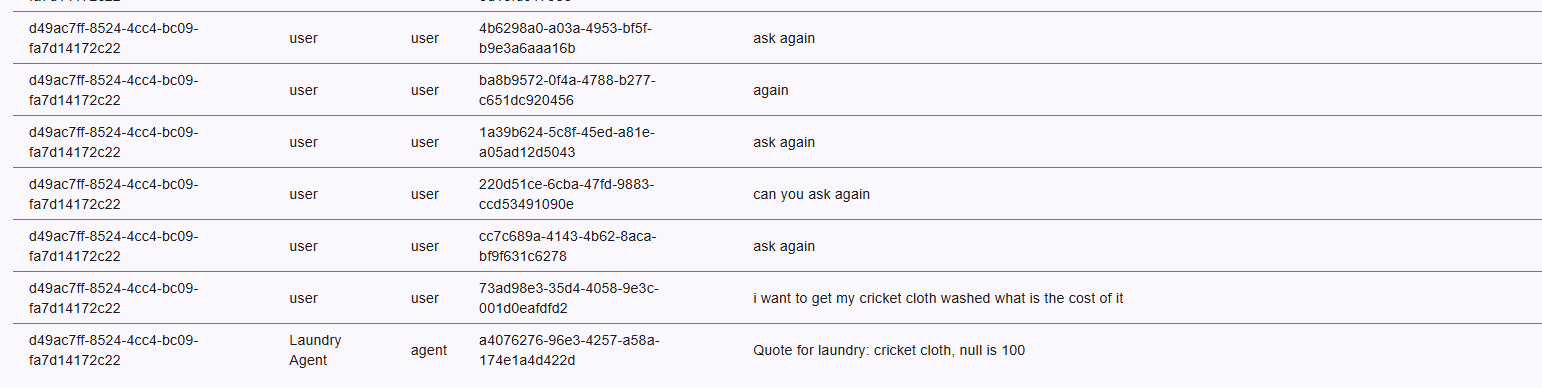 d49ac7ff-8524-4cc4-bc09-
fa7d14172c22
user
user
4b6298a0-a03a-4953-bf5f-
b9e3a6aaa16b
ask again
d49ac7ff-8524-4cc4-bc09-
fa7d14172c22
user
user
ba8b9572-0f4a-4788-b277-
c651dc920456
again
d49ac7ff-8524-4cc4-bc09-
fa7d14172c22
user
user
1a39b624-5c8f-45ed-a81e-
a05ad12d5043
ask again
d49ac7ff-8524-4cc4-bc09-
fa7d14172c22
user
user
220d51ce-6cba-47fd-9883-
ccd53491090e
can you ask again
d49ac7ff-8524-4cc4-bc09-
fa7d14172c22
user
user
cc7c689a-4143-4b62-8aca-
bf9f631c6278
ask again
d49ac7ff-8524-4cc4-bc09-
fa7d14172c22
user
user
73ad98e3-35d4-4058-9e3c-
001d0eafdfd2
i want to get my cricket cloth washed what is the cost of it
d49ac7ff-8524-4cc4-bc09-
fa7d14172c22
Laundry
Agent
agent
a4076276-96e3-4257-a58a-
174e1a4d422d
Quote for laundry: cricket cloth, null is 100